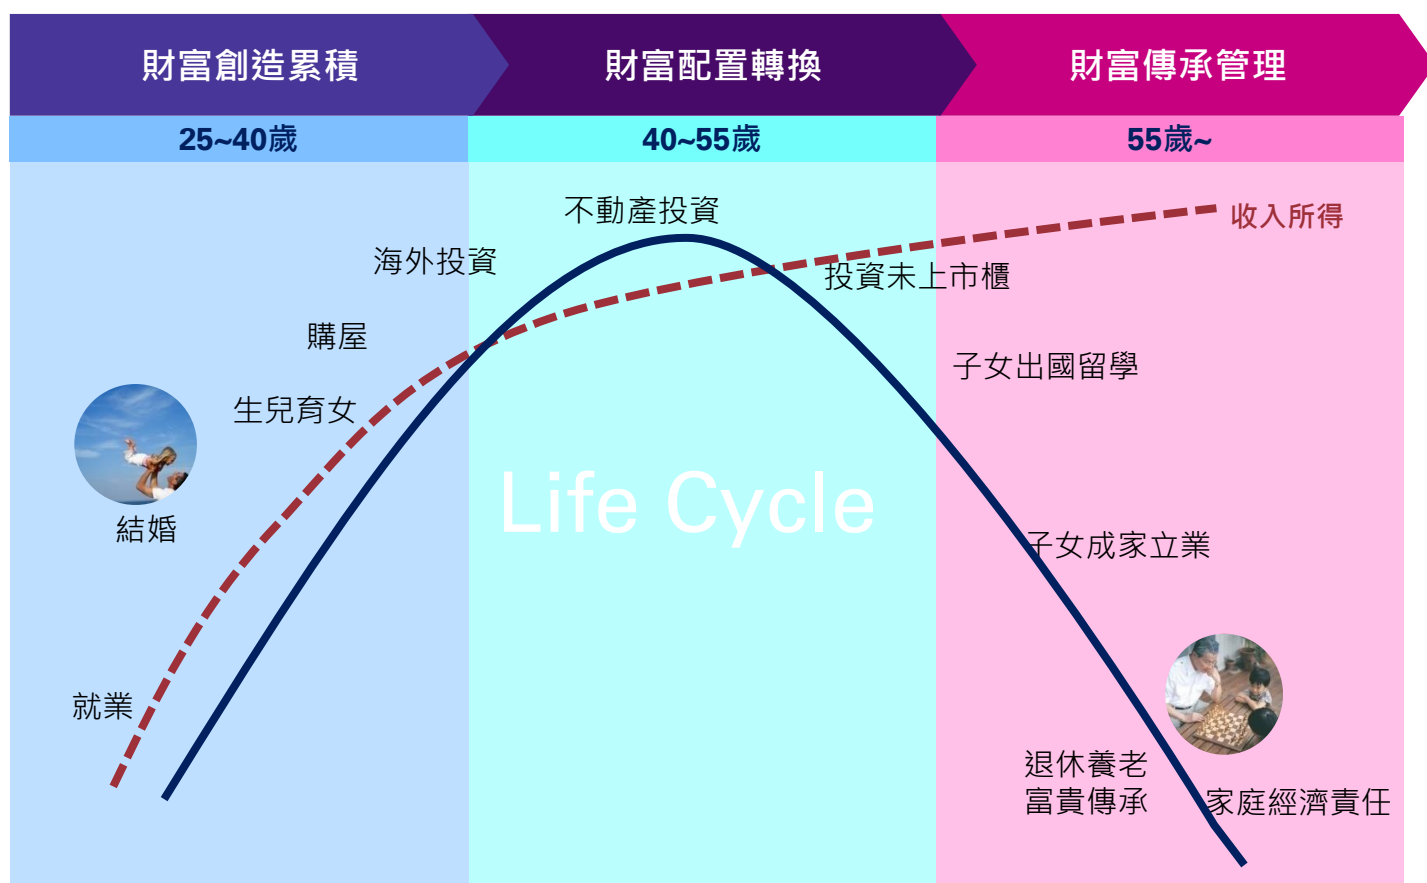 財富創造累積
財富配置轉換
財富傳承管理
25~40歲
40~55歲
55歲~
不動產投資
收入所得
海外投資
投資未上市櫃
購屋
子女出國留學
生兒育女
Life Cycle
結婚
子女成家立業
就業
退休養老
富貴傳承
家庭經濟責任